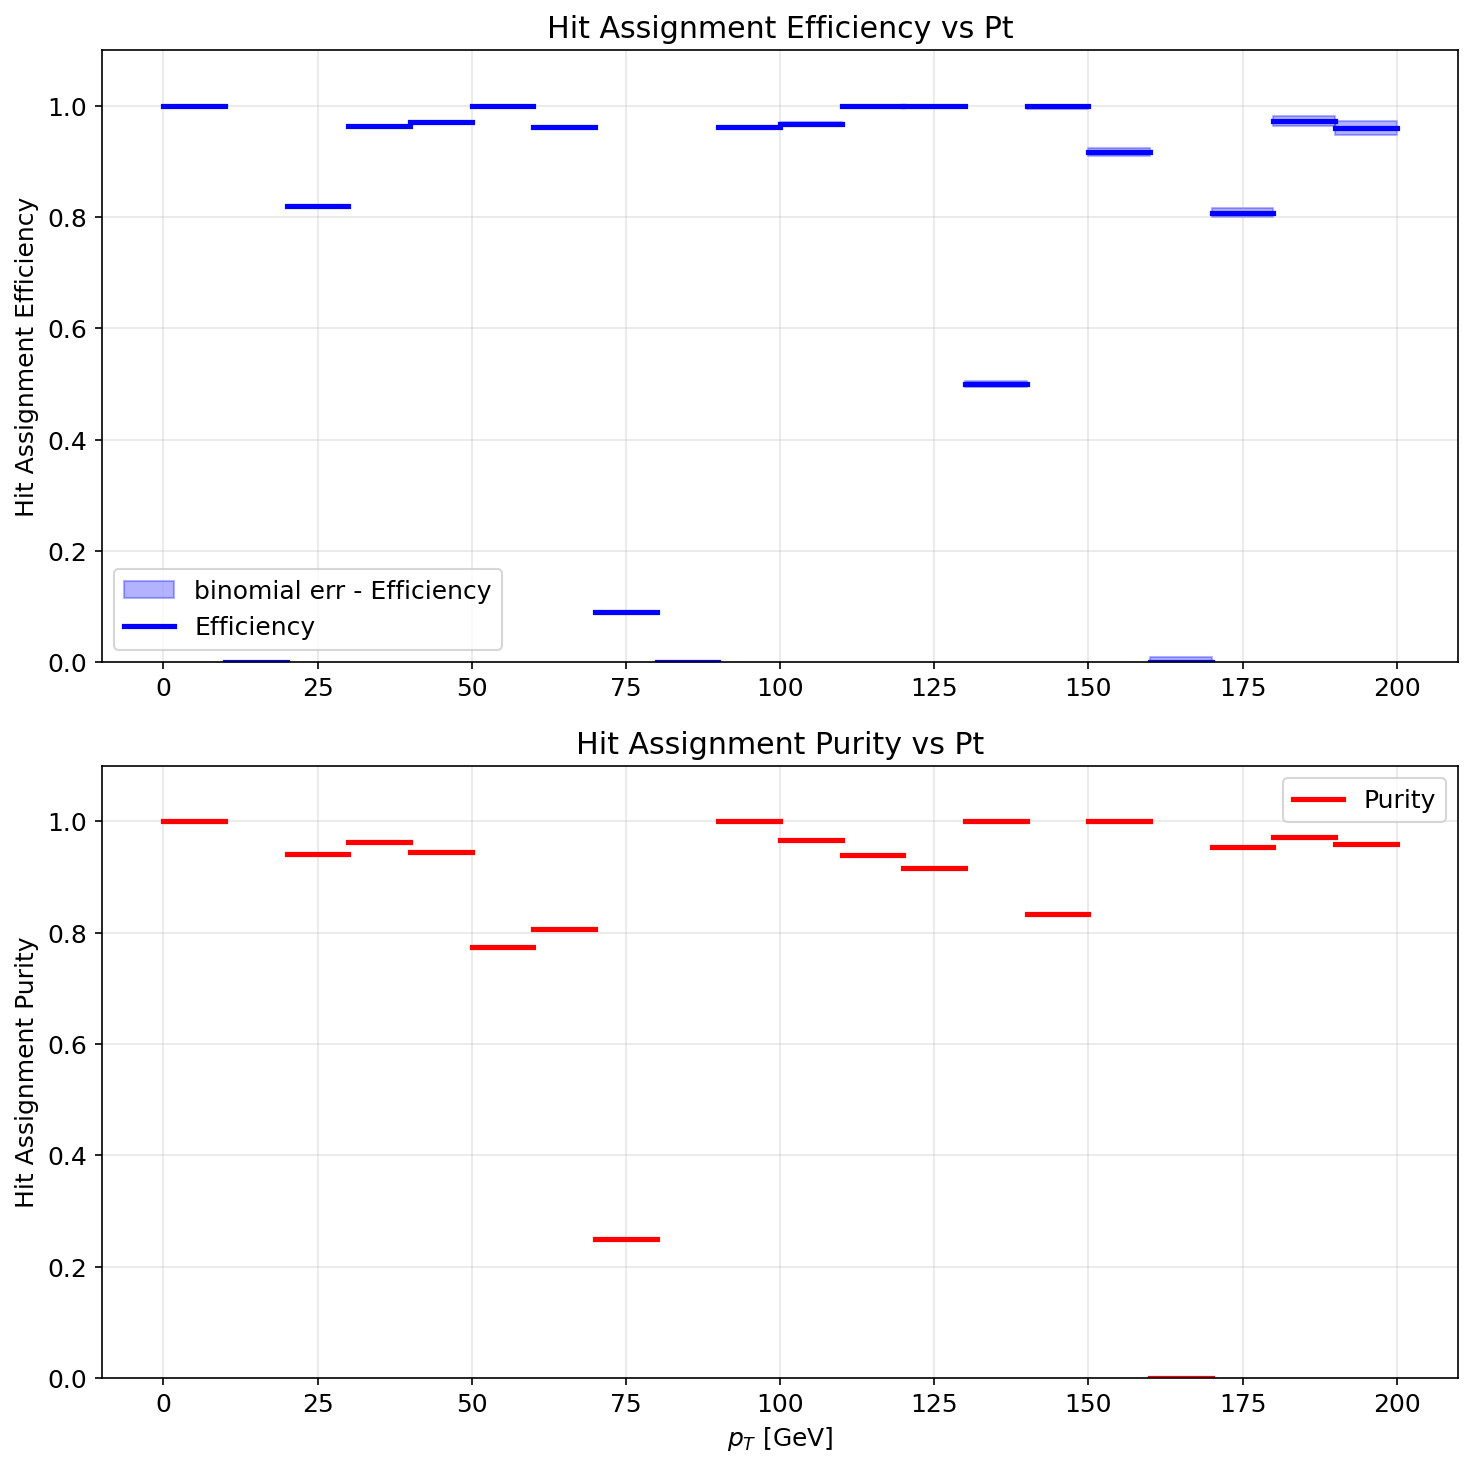 Hit Assignment Efficiency vs Pt
Hit Assignment Efficiency
1.0
0.8
0.6
0.4
0.2
0.0
binomial err - Efficiency
Efficiency
0 25 50 75 100 125 150 175 200
Hit Assignment Purity vs Pt
Hit Assignment Purity
1.0
0.8
0.6
0.4
0.2
0.0
Purity
0 25 50 75 100 125 150 175 200
p_T [GeV]